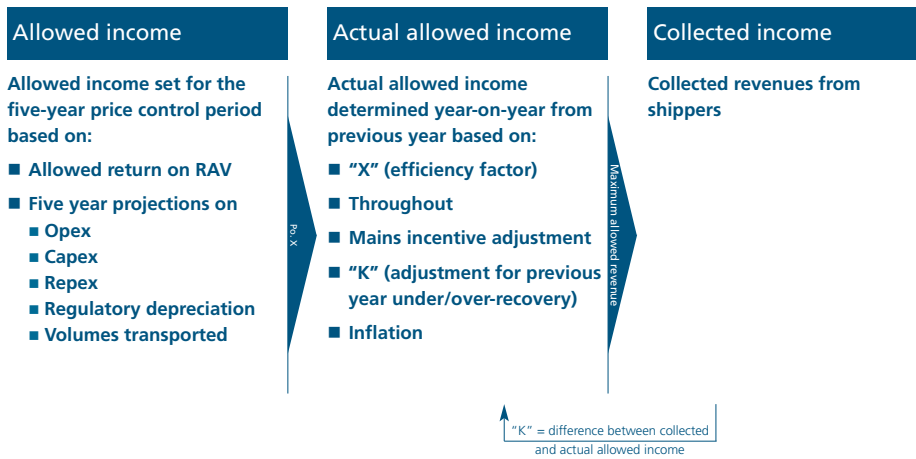 Allowed income
Allowed income set for the
five-year price control period
based on:
■ Allowed return on RAV
■ Five year projections on
■ Opex
■ Capex
■ Repex
■ Regulatory depreciation
■ Volumes transported
Po. X
Actual allowed income
Actual allowed income
determined year-on-year from
previous year based on:
■ “X” (efficiency factor)
■ Throughout
■ Mains incentive adjustment
■ “K” (adjustment for previous
year under/over-recovery)
■ Inflation
Maximum allowed revenue
Collected income
Collected revenues from
shippers
“K” = difference between collected
and actual allowed income